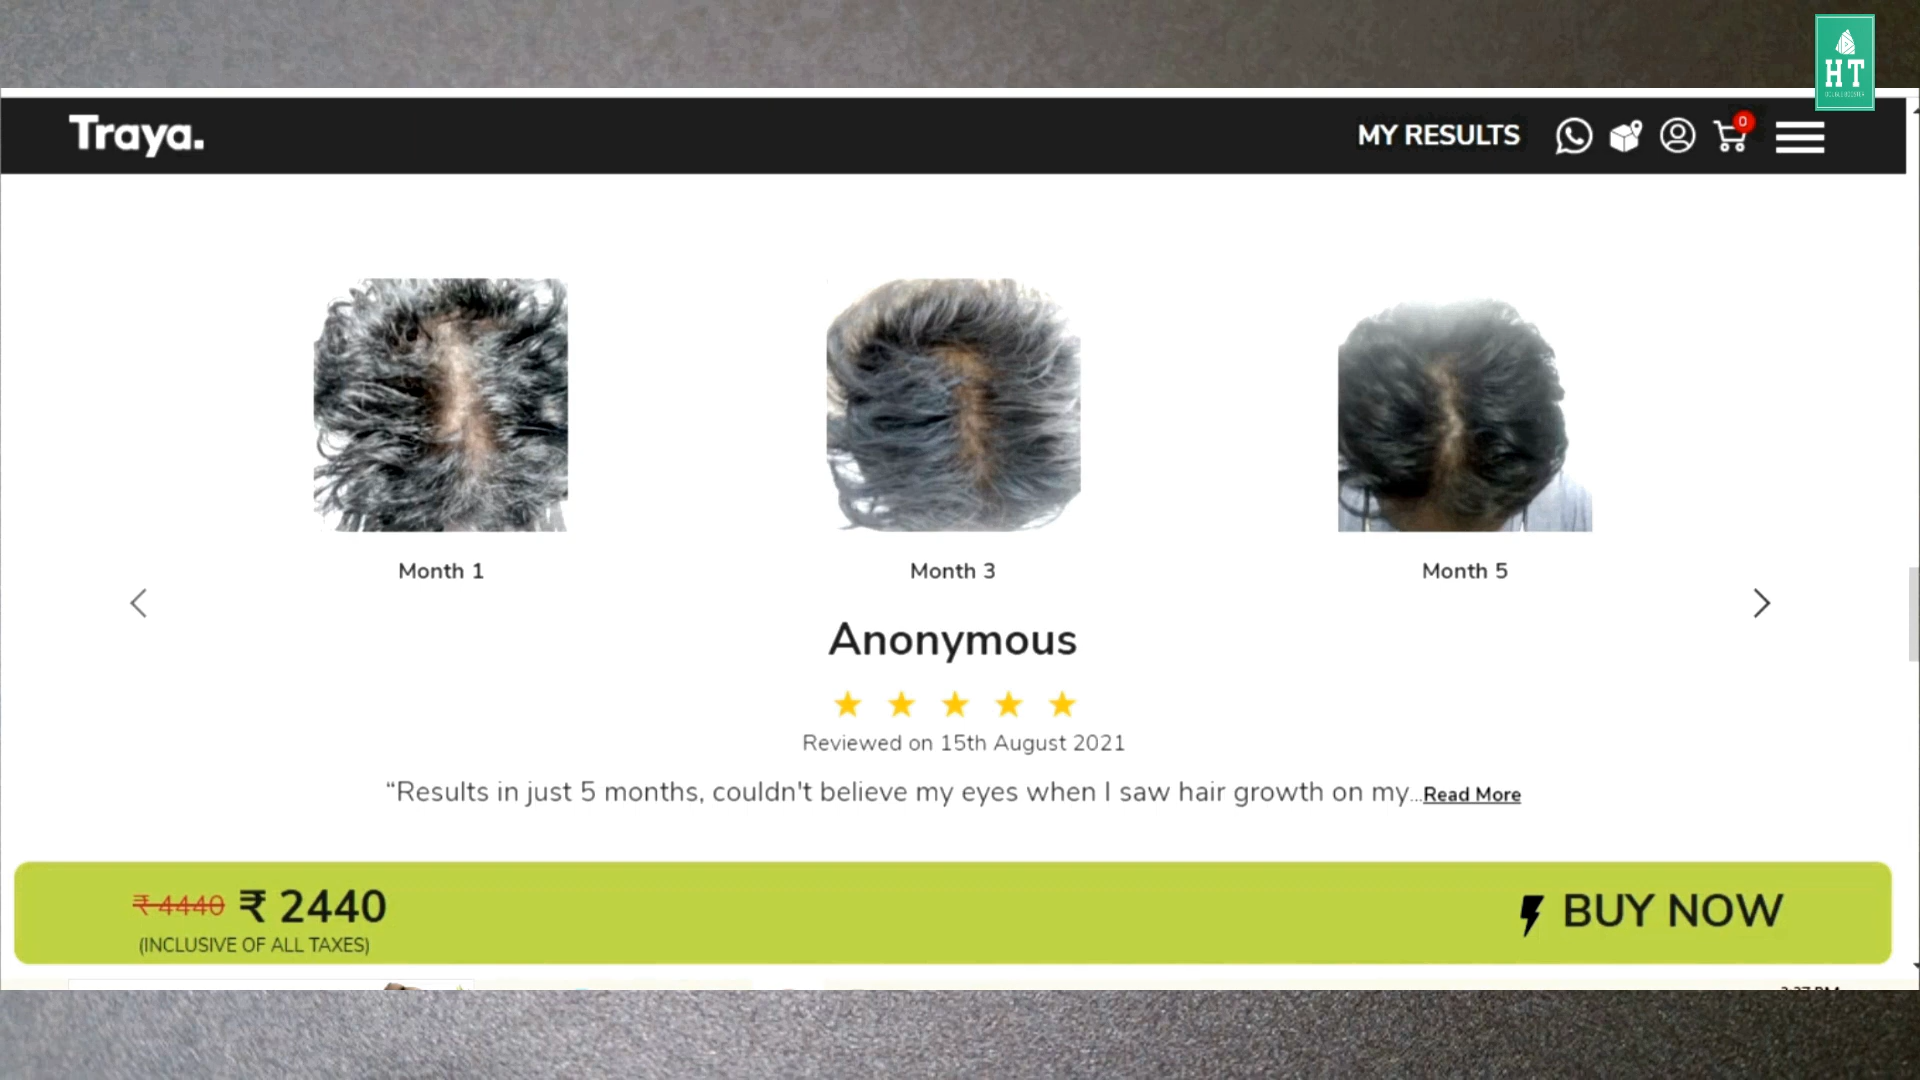 HT
Traya.
MY RESULTS
0
Month 1
Month 3
Month 5
Anonymous
Reviewed on 15th August 2021
“Results in just 5 months, couldn't believe my eyes when I saw hair growth on my...Read More
₹ 4440 ₹ 2440
(INCLUSIVE OF ALL TAXES)
BUY NOW